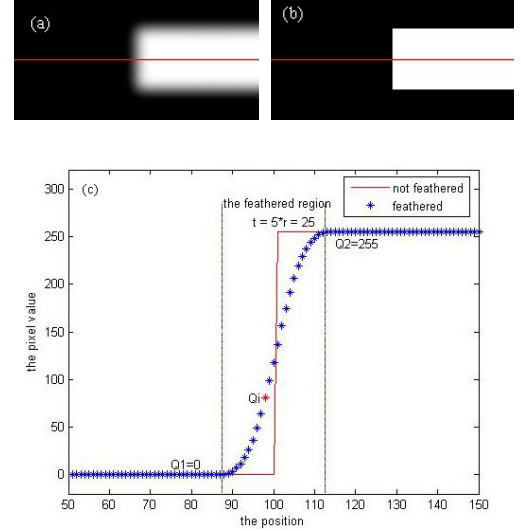 (a)
(b)
(c)
the feathered region
t = 5*r = 25
not feathered
feathered
Q2=255
Qi
Q1=0
300
250
200
150
100
50
0
50 60 70 80 90 100 110 120 130 140 150
the pixel value
the position